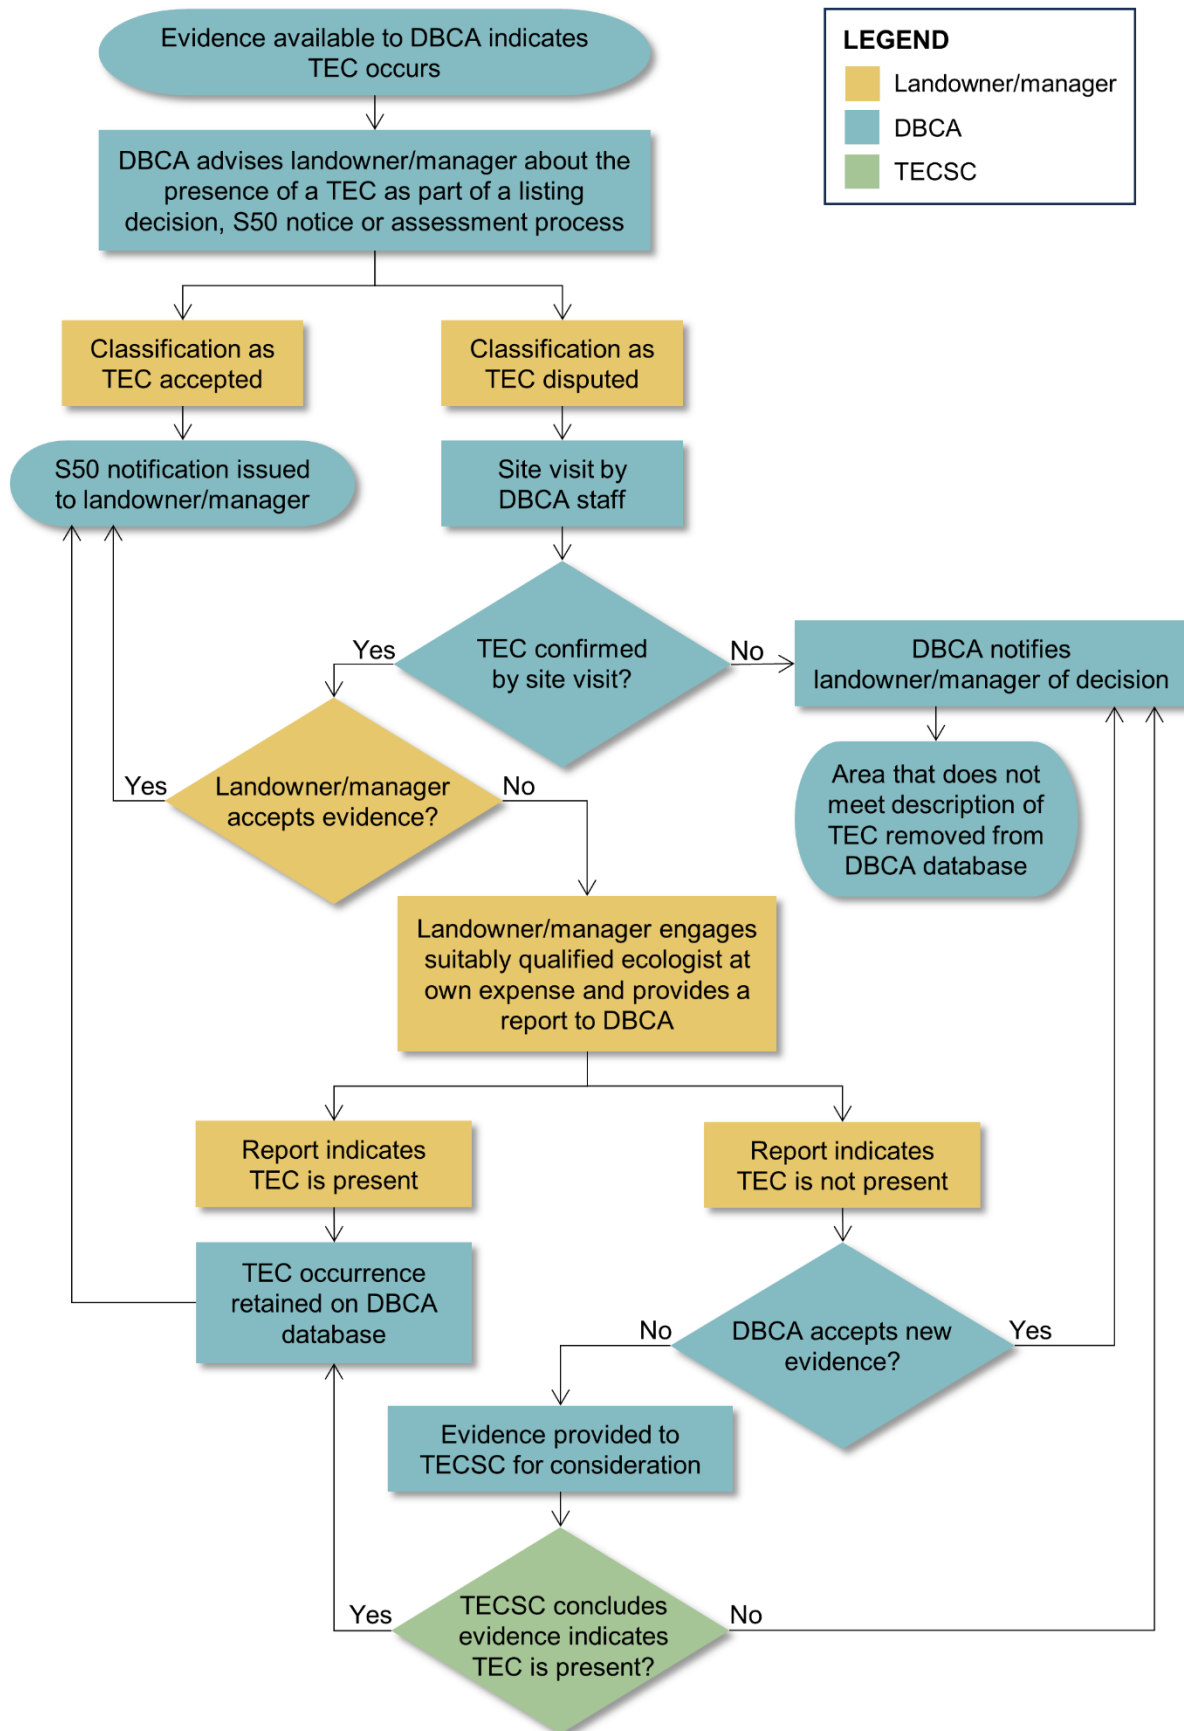 Evidence available to DBCA indicates
TEC occurs
LEGEND
Landowner/manager
DBCA
TECSC
DBCA advises landowner/manager about the
presence of a TEC as part of a listing
decision, S50 notice or assessment process
Classification as
TEC accepted
Classification as
TEC disputed
S50 notification issued
to landowner/manager
Site visit by
DBCA staff
TEC confirmed
by site visit?
Yes
No
DBCA notifies
landowner/manager of decision
Landowner/manager
accepts evidence?
Yes
No
Area that does not
meet description of
TEC removed from
DBCA database
Landowner/manager engages
suitably qualified ecologist at
own expense and provides a
report to DBCA
Report indicates
TEC is present
Report indicates
TEC is not present
TEC occurrence
retained on DBCA
database
DBCA accepts new
evidence?
No
Yes
Evidence provided to
TECSC for consideration
TECSC concludes
evidence indicates
TEC is present?
Yes
No